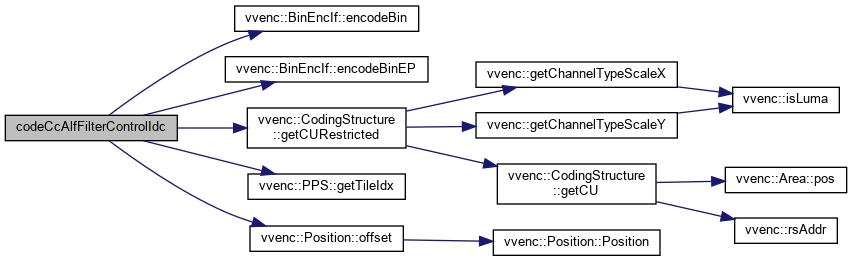 vvenc::BinEncIf::encodeBin
vvenc::BinEncIf::encodeBinEP
vvenc::getChannelTypeScaleX
vvenc::isLuma
codeCcAlfFilterControlIdc
vvenc::CodingStructure
::getCURestricted
vvenc::getChannelTypeScaleY
vvenc::CodingStructure
::getCU
vvenc::Area::pos
vvenc::PPS::getTileIdx
vvenc::rsAddr
vvenc::Position::offset
vvenc::Position::Position